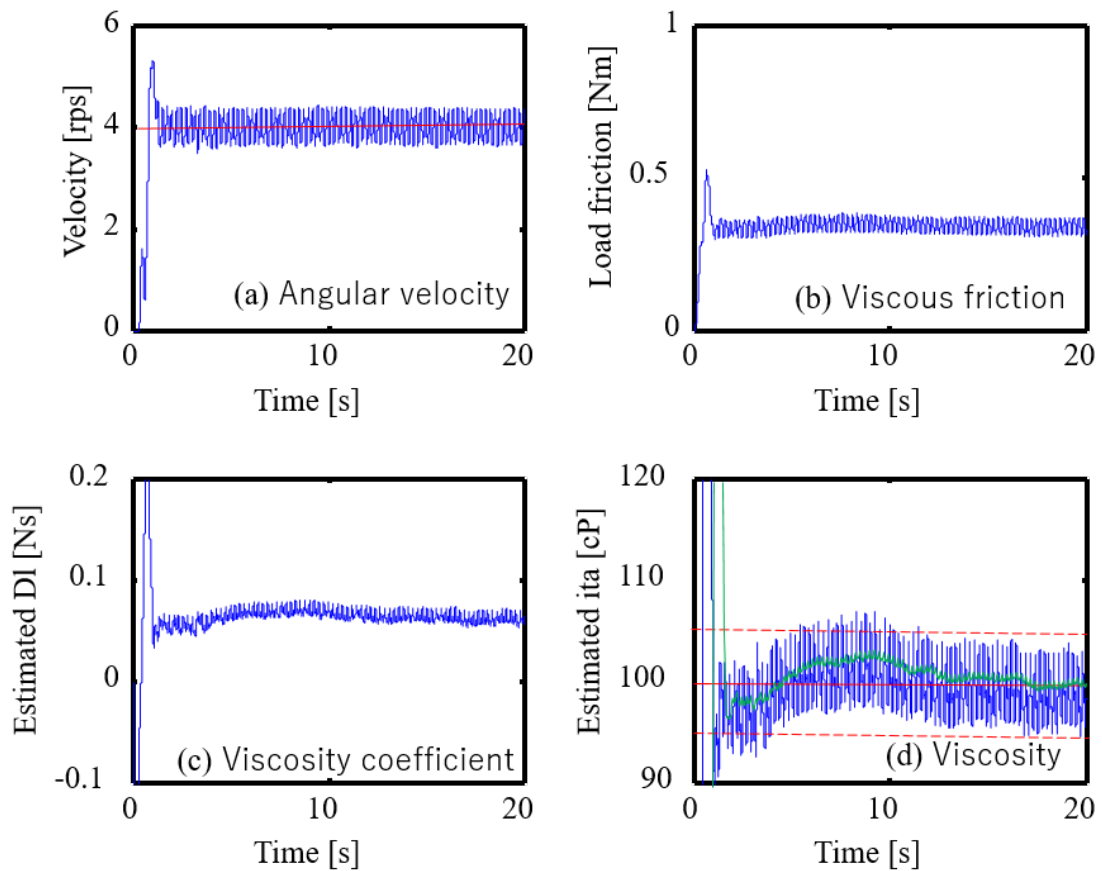 6
4
2
0
Velocity [rps]
(a) Angular velocity
0
10
20
Time [s]
1
0.5
0
Load friction [Nm]
(b) Viscous friction
0
10
20
Time [s]
0.2
0.1
0
-0.1
Estimated Dl [Ns]
(c) Viscosity coefficient
0
10
20
Time [s]
120
110
100
90
Estimated ita [cP]
(d) Viscosity
0
10
20
Time [s]